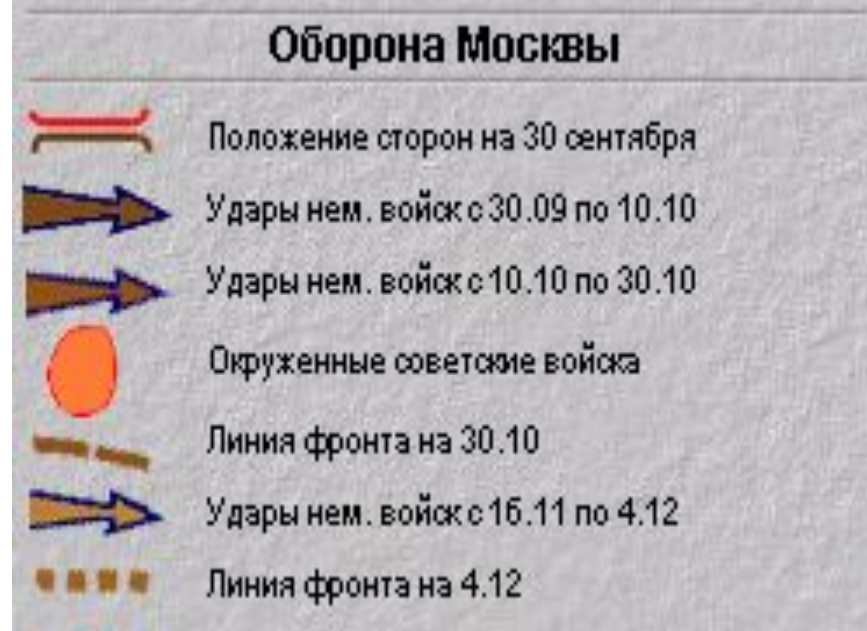 Оборона Москвы
Положение сторон на 30 сентября
Удары нем. войск с 30.09 по 10.10
Удары нем. войск с 10.10 по 30.10
Окруженные советские войска
Линия фронта на 30.10
Удары нем. войск с 16.11 по 4.12
Линия фронта на 4.12